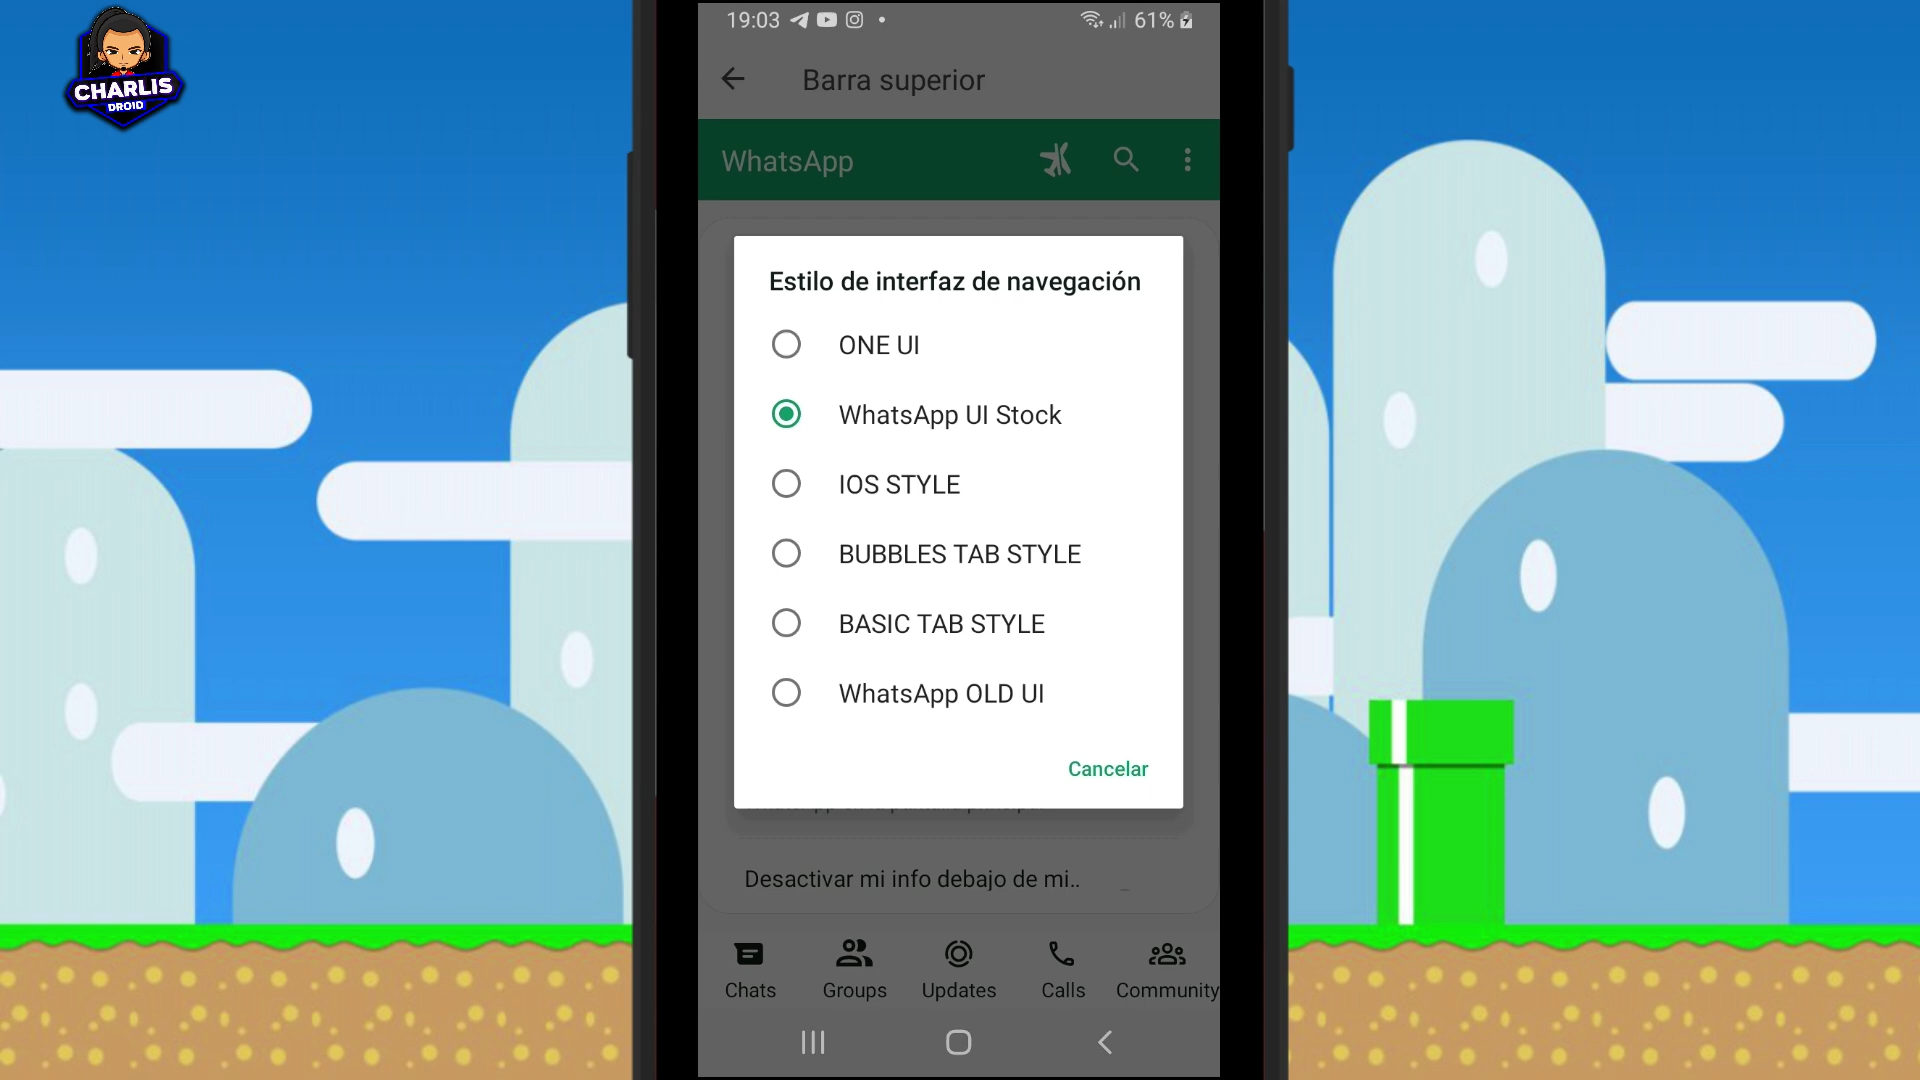 CHARLIS
DROID
19:03
61%
Barra superior
WhatsApp
Estilo de interfaz de navegación
ONE UI
WhatsApp UI Stock
IOS STYLE
BUBBLES TAB STYLE
BASIC TAB STYLE
WhatsApp OLD UI
Cancelar
Desactivar mi info debajo de mi..
Chats
Groups
Updates
Calls
Community